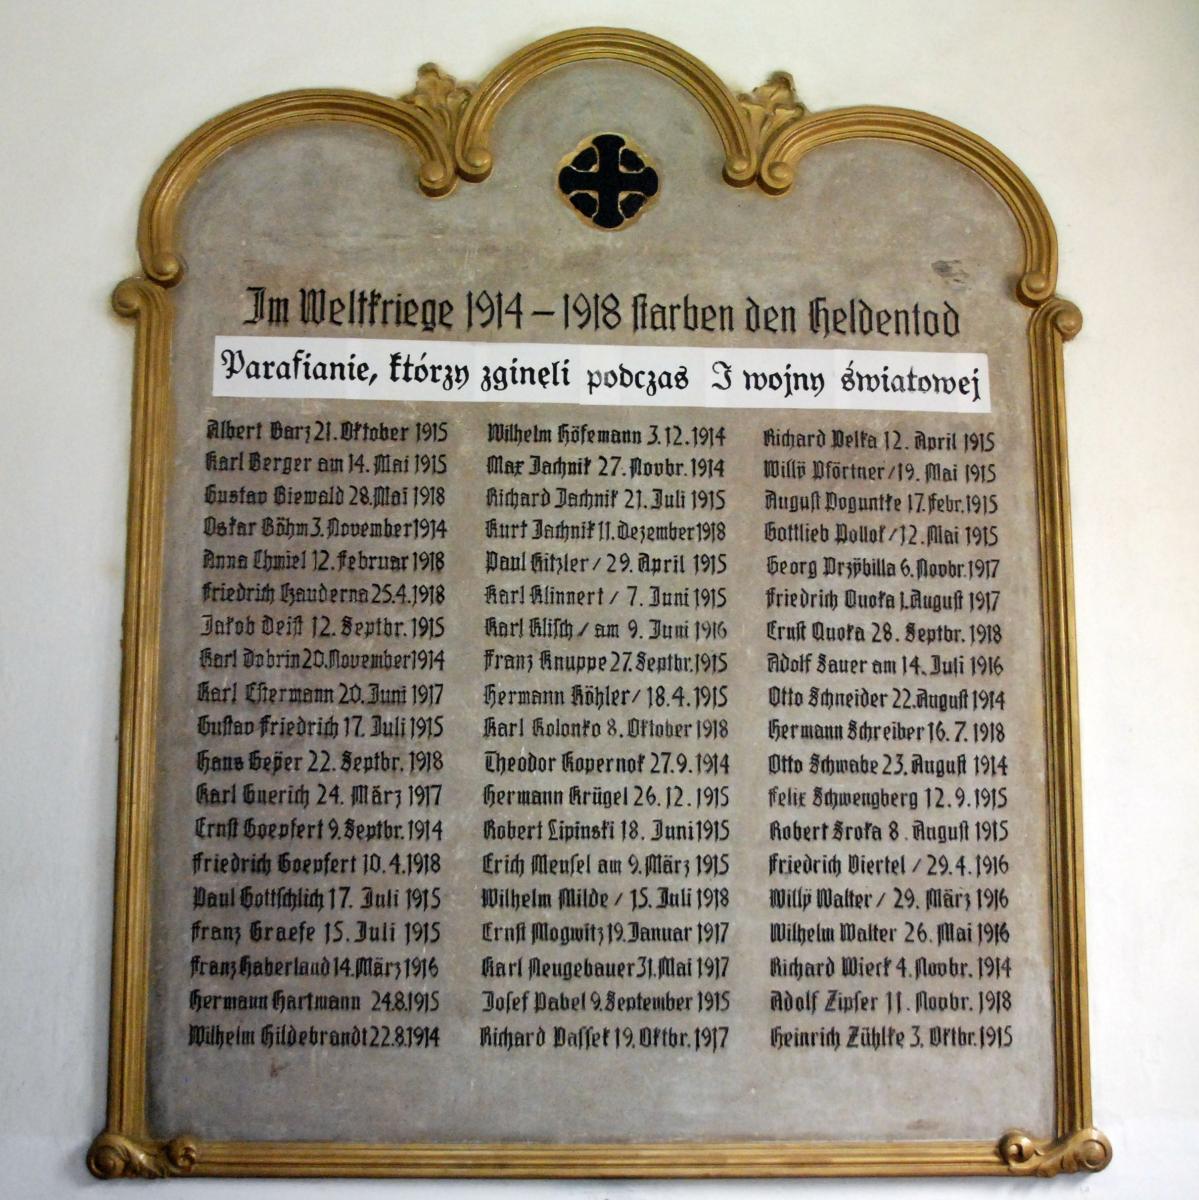 Im Weltkriege 1914 – 1918 starben den Heldentod
Parafianie, którzy zginęli podczas I wojny światowej
Albert Barz 21. Oktober 1915
Karl Berger am 14. Mai 1915
Gustav Biewald 28. Mai 1918
Oskar Böhm 3. November 1914
Anna Chmiel 12. Februar 1918
Friedrich Czauderna 25.4.1918
Jakob Deist 12. Septbr. 1915
Karl Dobrin 20. November 1914
Karl Estermann 20. Juni 1917
Gustav Friedrich 17. Juli 1915
Hans Geÿer 22. Septbr. 1918
Karl Guerich 24. März 1917
Ernst Goepfert 9. Septbr. 1914
Friedrich Goepfert 10.4.1918
Paul Gottschlich 17. Juli 1915
Franz Graefe 15. Juli 1915
Franz Haberland 14. März 1916
Hermann Hartmann 24.8.1915
Wilhelm Hildebrandt 22.8.1914
Wilhelm Höfemann 3.12.1914
Max Jachnik 27. Novbr. 1914
Richard Jachnik 21. Juli 1915
Kurt Jachnik 11. Dezember 1918
Paul Kitzler / 29. April 1915
Karl Klinnert / 7. Juni 1915
Karl Klisch / am 9. Juni 1916
Franz Knuppe 27. Septbr. 1915
Hermann Köhler / 18.4.1915
Karl Kolonko 8. Oktober 1918
Theodor Kopernok 27.9.1914
Hermann Krügel 26.12.1915
Robert Lipinski 18. Juni 1915
Erich Meusel am 9. März 1915
Wilhelm Milde / 15. Juli 1918
Ernst Mogwitz 19. Januar 1917
Karl Neugebauer 31. Mai 1917
Josef Pabel 9. September 1915
Richard Passek 19. Oktbr. 1917
Richard Pelka 12. April 1915
Willÿ Pförtner / 19. Mai 1915
August Poguntke 17. Febr. 1915
Gottlieb Pollok / 12. Mai 1915
Georg Przÿbilla 6. Novbr. 1917
Friedrich Quoka 1. August 1917
Ernst Quoka 28. Septbr. 1918
Adolf Sauer am 14. Juli 1916
Otto Schneider 22. August 1914
Hermann Schreiber 16.7.1918
Otto Schwabe 23. August 1914
Felix Schwengberg 12.9.1915
Robert Sroka 8. August 1915
Friedrich Viertel / 29.4.1916
Willÿ Walter / 29. März 1916
Wilhelm Walter 26. Mai 1916
Richard Wieck 4. Novbr. 1914
Adolf Zipser 11. Novbr. 1918
Heinrich Zühlke 3. Oktbr. 1915